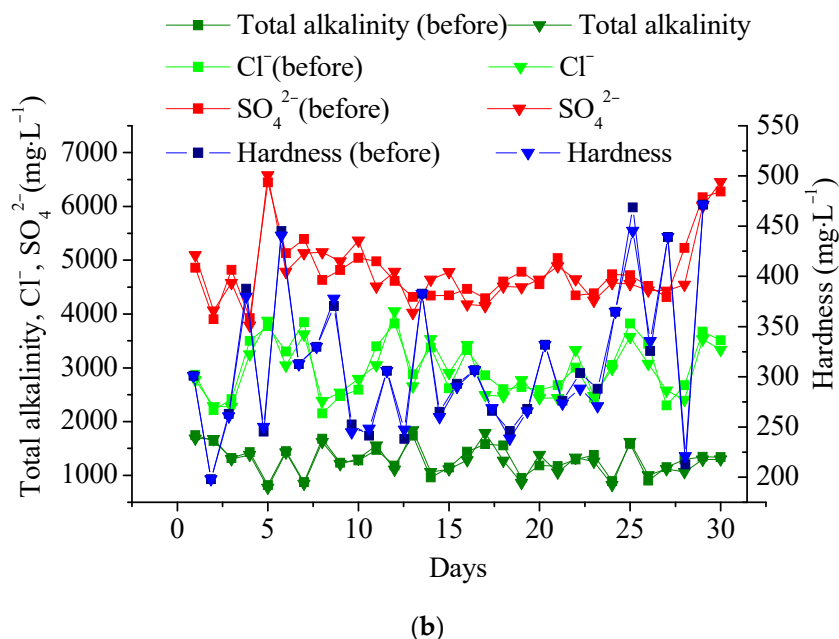 Total alkalinity (before) Total alkalinity
Cl⁻(before) Cl⁻
SO₄²⁻(before) SO₄²⁻
Hardness (before) Hardness
Total alkalinity, Cl⁻, SO₄²⁻(mg·L⁻¹)
7000
6000
5000
4000
3000
2000
1000
550
500
450
400
350
300
250
200
Hardness (mg·L⁻¹)
0 5 10 15 20 25 30
Days
(b)